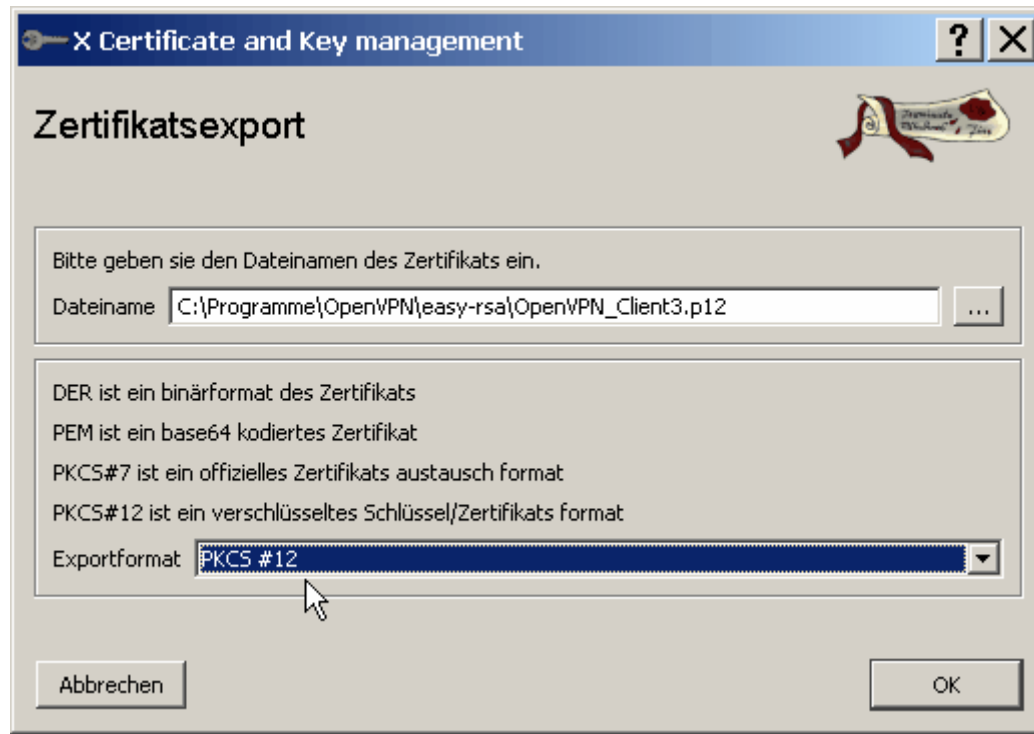 X Certificate and Key management
Zertifikatsexport
Bitte geben sie den Dateinamen des Zertifikats ein.
Dateiname C:\Programme\OpenVPN\easy-rsa\OpenVPN_Client3.p12 ...
DER ist ein binärformat des Zertifikats
PEM ist ein base64 kodiertes Zertifikat
PKCS#7 ist ein offizielles Zertifikats austausch format
PKCS#12 ist ein verschlüsseltes Schlüssel/Zertifikats format
Exportformat PKCS #12
Abbrechen OK